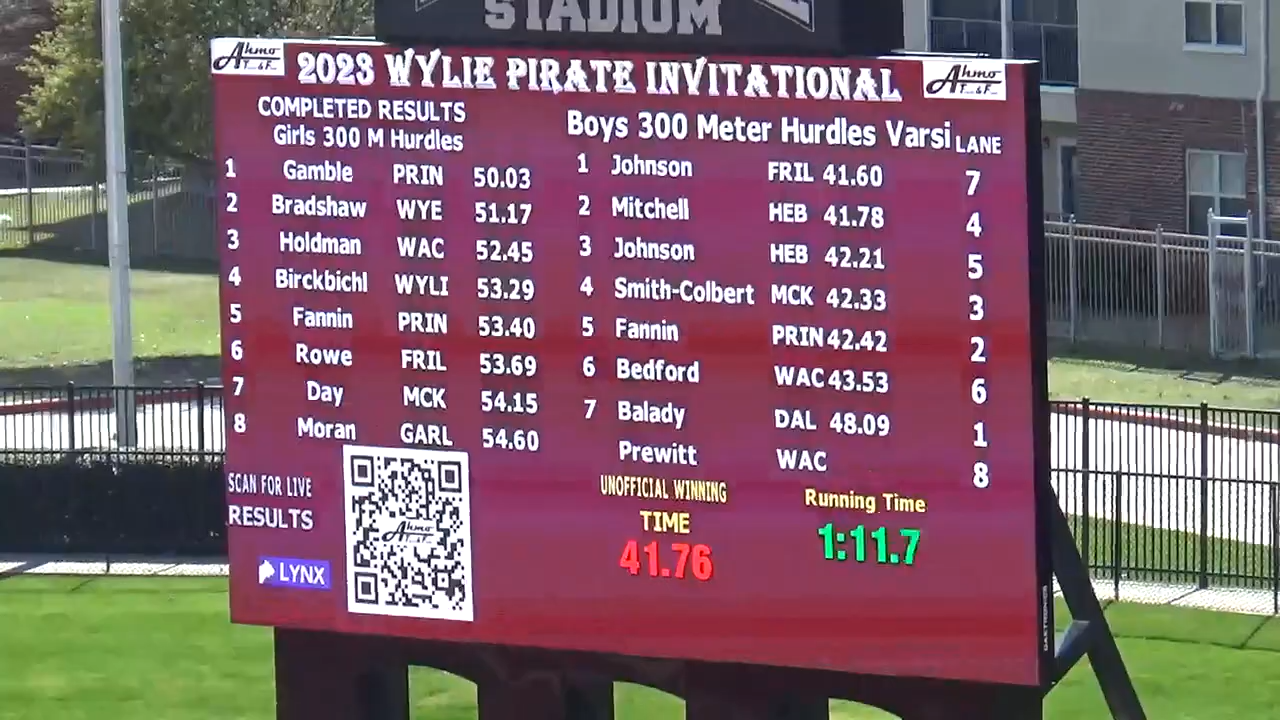 STADIUM
Ahmo
T...&F...
2023 WYLIE PIRATE INVITATIONAL
Ahmo
T...&F...
COMPLETED RESULTS
Girls 300 M Hurdles
1 Gamble PRIN 50.03
2 Bradshaw WYE 51.17
3 Holdman WAC 52.45
4 Birckbichl WYLI 53.29
5 Fannin PRIN 53.40
6 Rowe FRIL 53.69
7 Day MCK 54.15
8 Moran GARL 54.60
SCAN FOR LIVE
RESULTS
Ahmo
LYNX
Boys 300 Meter Hurdles Varsi LANE
1 Johnson FRIL 41.60 7
2 Mitchell HEB 41.78 4
3 Johnson HEB 42.21 5
4 Smith-Colbert MCK 42.33 3
5 Fannin PRIN 42.42 2
6 Bedford WAC 43.53 6
7 Balady DAL 48.09 1
Prewitt WAC 8
UNOFFICIAL WINNING
TIME
41.76
Running Time
1:11.7
DAKTRONICS